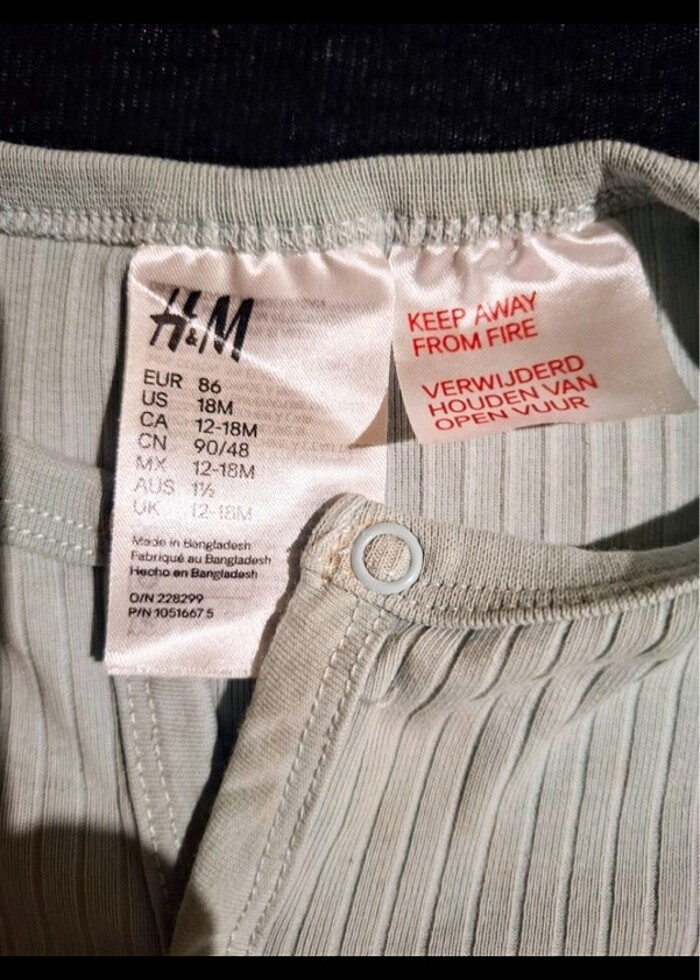 H&M
EUR 86
US 18M
CA 12-18M
CN 90/48
MX 12-18M
AUS 1½
UK 12-18M
Made in Bangladesh
Fabriqué au Bangladesh
Hecho en Bangladesh
O/N 228299
P/N 1051667 5
KEEP AWAY
FROM FIRE
VERWIJDERD
HOUDEN VAN
OPEN VUUR